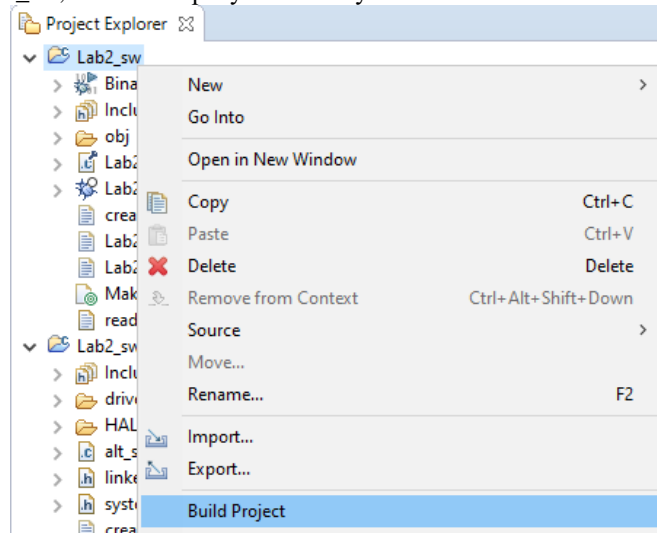 Project Explorer
Lab2_sw
Bina
New
Inclu
Go Into
obj
Lab2
Open in New Window
Lab2
crea
Copy Ctrl+C
Lab2
Paste Ctrl+V
Lab2
Delete Delete
Mak
Remove from Context Ctrl+Alt+Shift+Down
read
Source
Lab2_sw
Move...
Inclu
Rename... F2
drive
HAL
Import...
alt_s
Export...
linke
syste
Build Project
crea